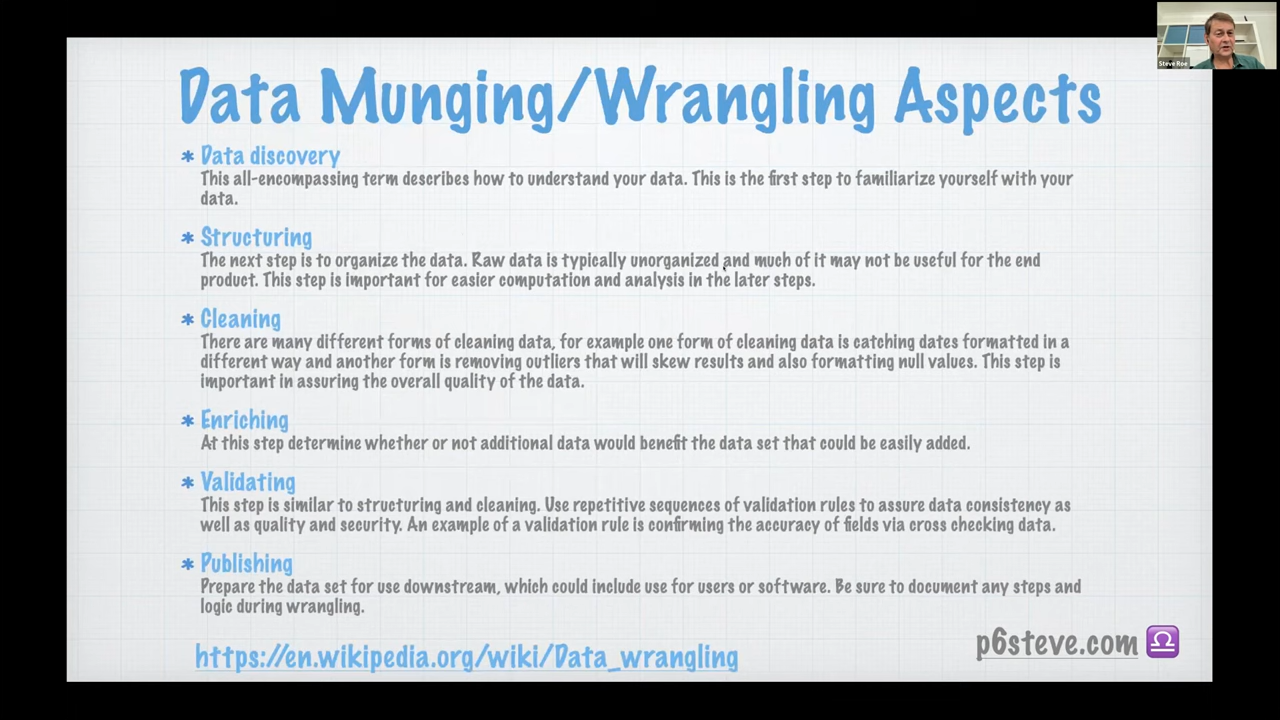 Steve Roe
Data Munging/Wrangling Aspects
* Data discovery
This all-encompassing term describes how to understand your data. This is the first step to familiarize yourself with your
data.
* Structuring
The next step is to organize the data. Raw data is typically unorganized and much of it may not be useful for the end
product. This step is important for easier computation and analysis in the later steps.
* Cleaning
There are many different forms of cleaning data, for example one form of cleaning data is catching dates formatted in a
different way and another form is removing outliers that will skew results and also formatting null values. This step is
important in assuring the overall quality of the data.
* Enriching
At this step determine whether or not additional data would benefit the data set that could be easily added.
* Validating
This step is similar to structuring and cleaning. Use repetitive sequences of validation rules to assure data consistency as
well as quality and security. An example of a validation rule is confirming the accuracy of fields via cross checking data.
* Publishing
Prepare the data set for use downstream, which could include use for users or software. Be sure to document any steps and
logic during wrangling.
https://en.wikipedia.org/wiki/Data_wrangling
p6steve.com ♎